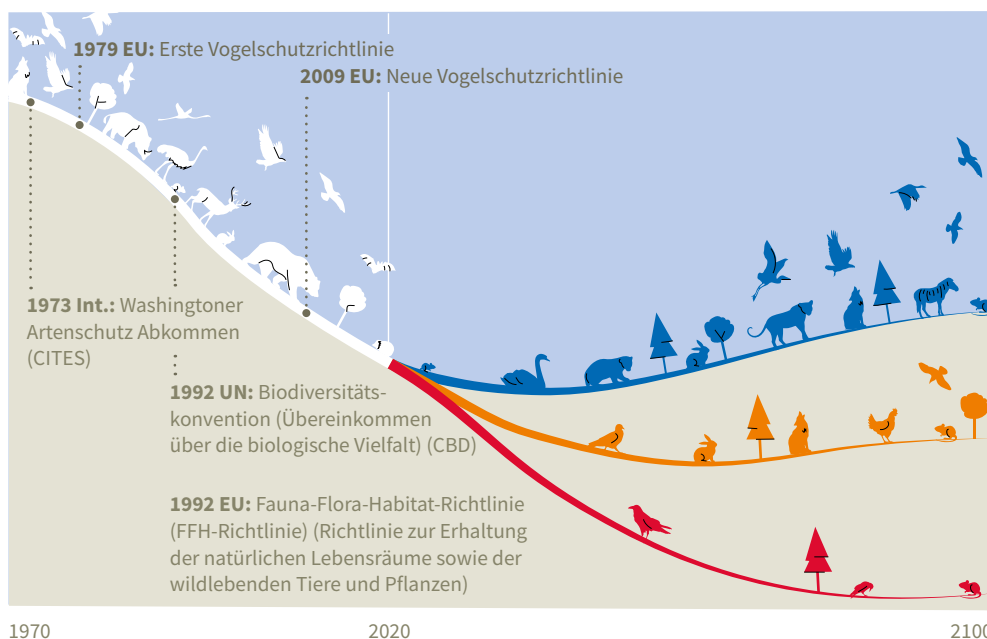 1979 EU: Erste Vogelschutzrichtlinie
2009 EU: Neue Vogelschutzrichtlinie
1973 Int.: Washingtoner
Artenschutz Abkommen
(CITES)
1992 UN: Biodiversitäts-
konvention (Übereinkommen
über die biologische Vielfalt) (CBD)
1992 EU: Fauna-Flora-Habitat-Richtlinie
(FFH-Richtlinie) (Richtlinie zur Erhaltung
der natürlichen Lebensräume sowie der
wildlebenden Tiere und Pflanzen)
1970
2020
2100